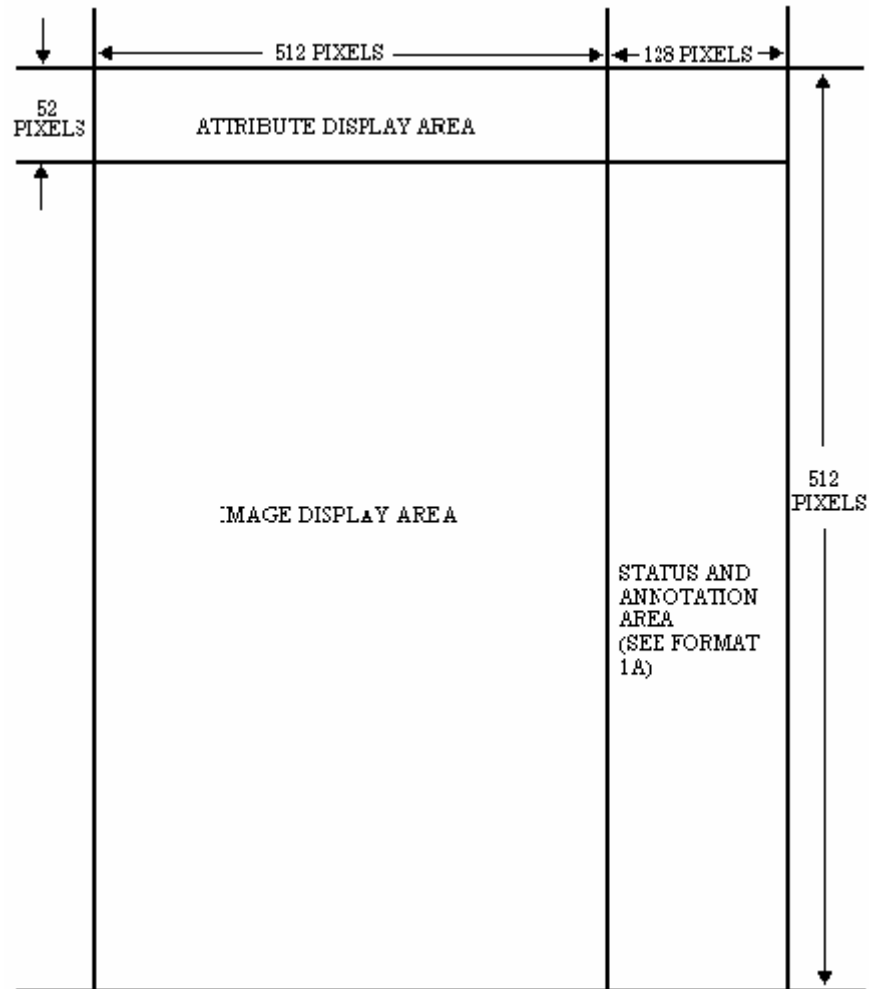 512 PIXELS
128 PIXELS
52
PIXELS
ATTRIBUTE DISPLAY AREA
IMAGE DISPLAY AREA
512
PIXELS
STATUS AND
ANNOTATION
AREA
(SEE FORMAT
1A)